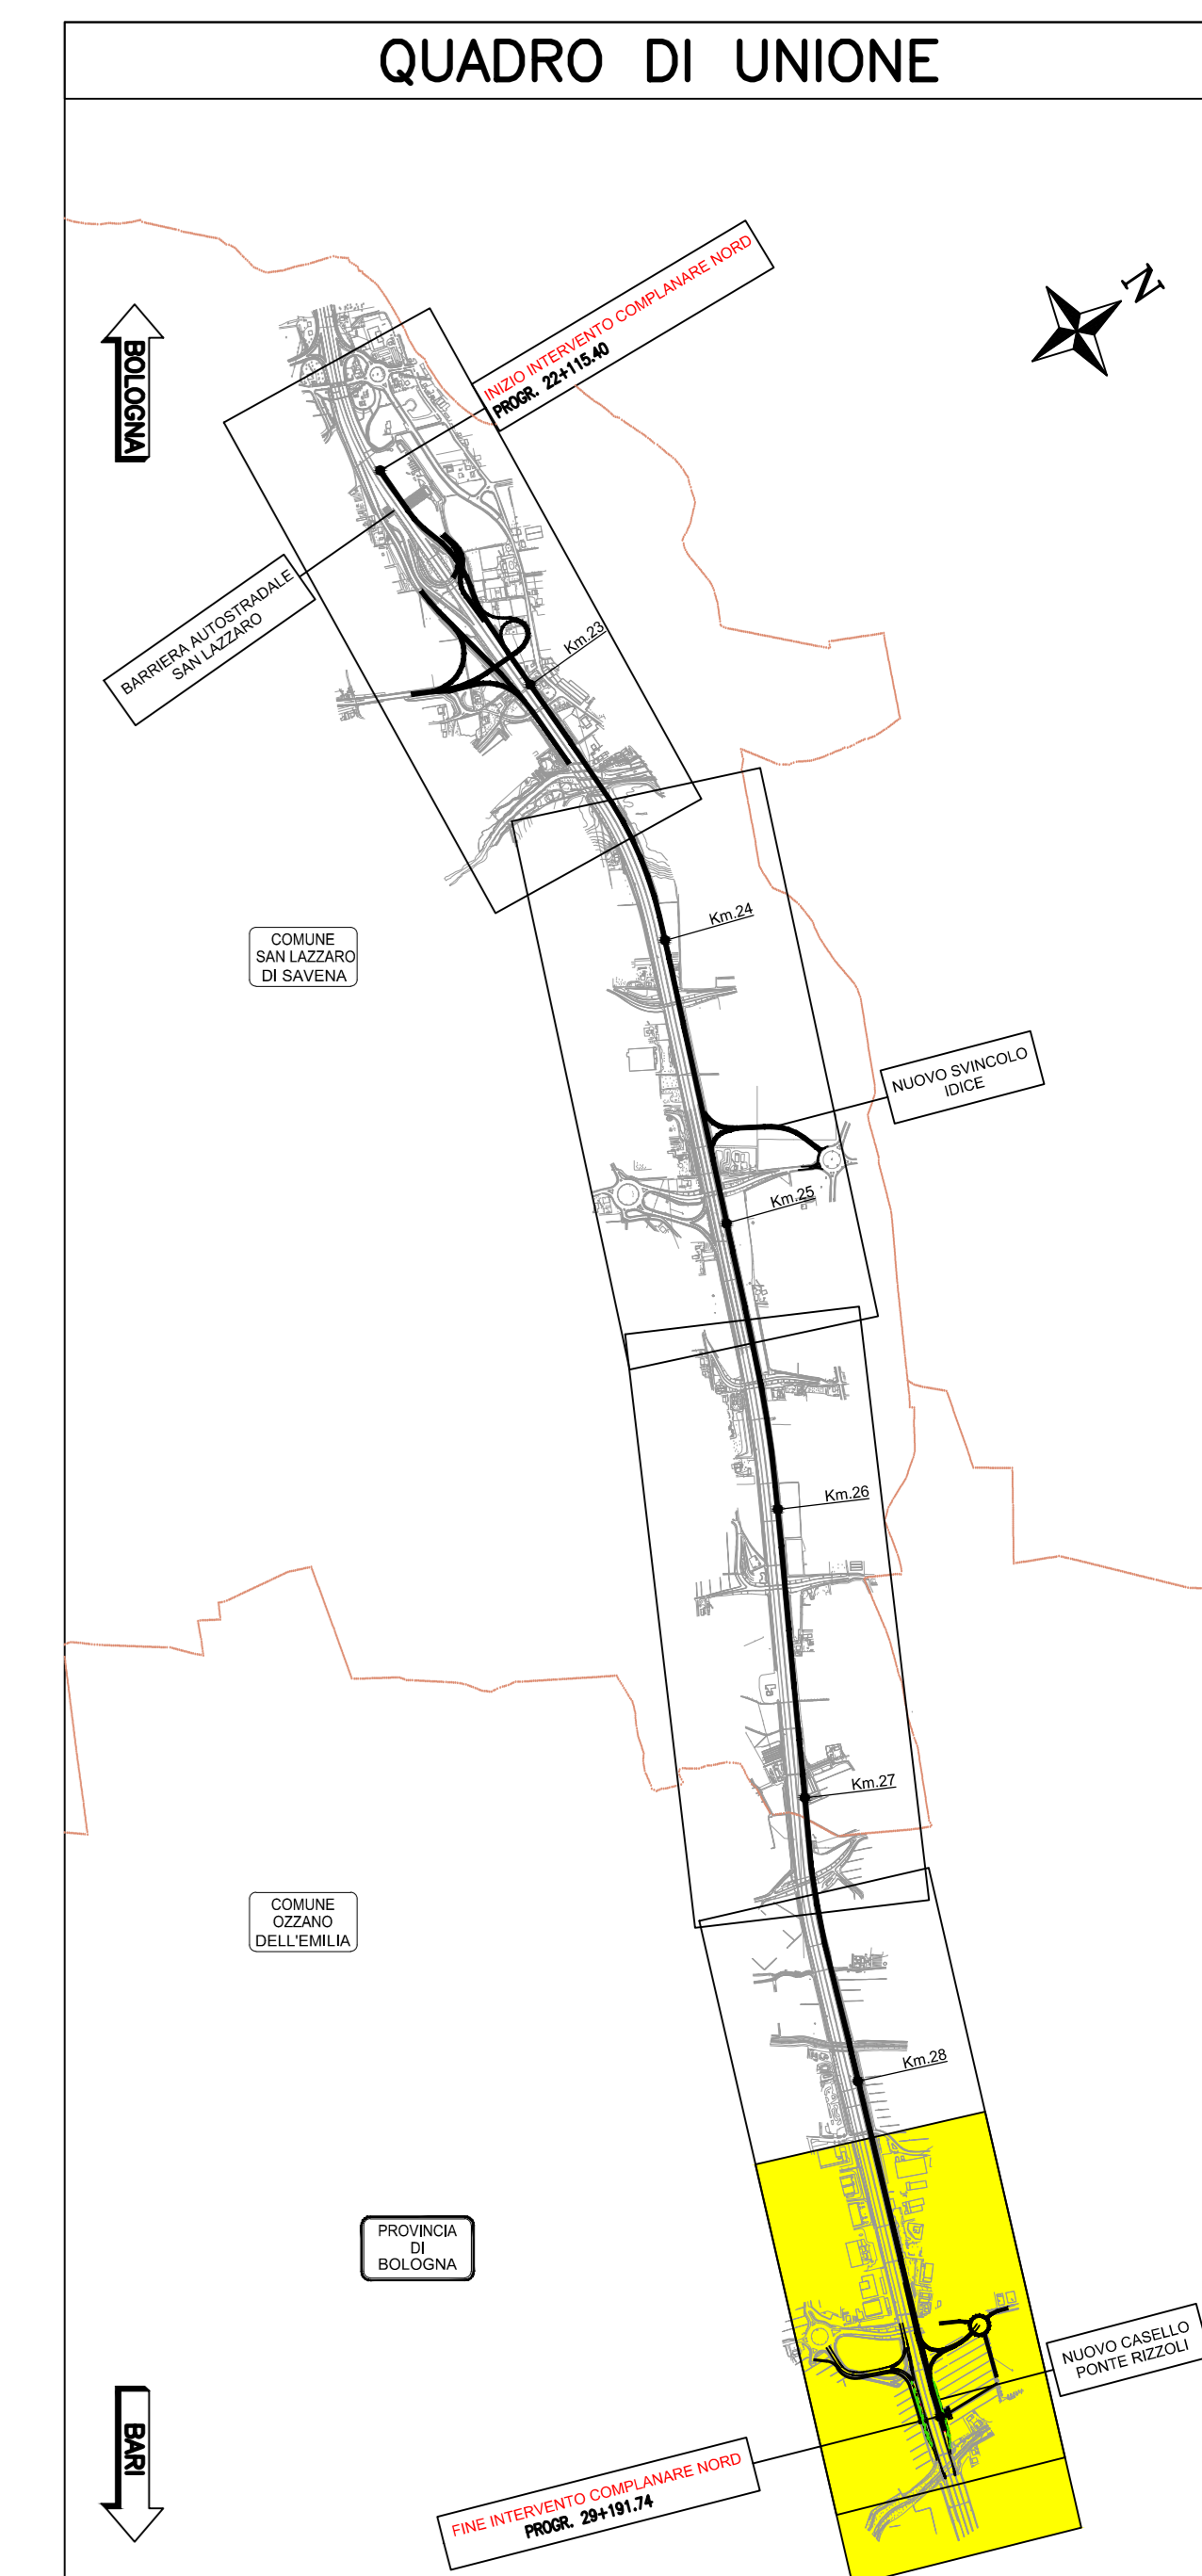 QUADRO DI UNIONE
INIZIO INTERVENTO COMPLANARE NORD
PROGR. 22+115.40
N
BOLOGNA
BARRIERA AUTOSTRADALE
SAN LAZZARO
Km.23
Km.24
COMUNE
SAN LAZZARO
DI SAVENA
NUOVO SVINCOLO
IDICE
Km.25
Km.26
Km.27
COMUNE
OZZANO
DELL'EMILIA
Km.28
PROVINCIA
DI
BOLOGNA
NUOVO CASELLO
PONTE RIZZOLI
BARI
FINE INTERVENTO COMPLANARE NORD
PROGR. 29+191.74